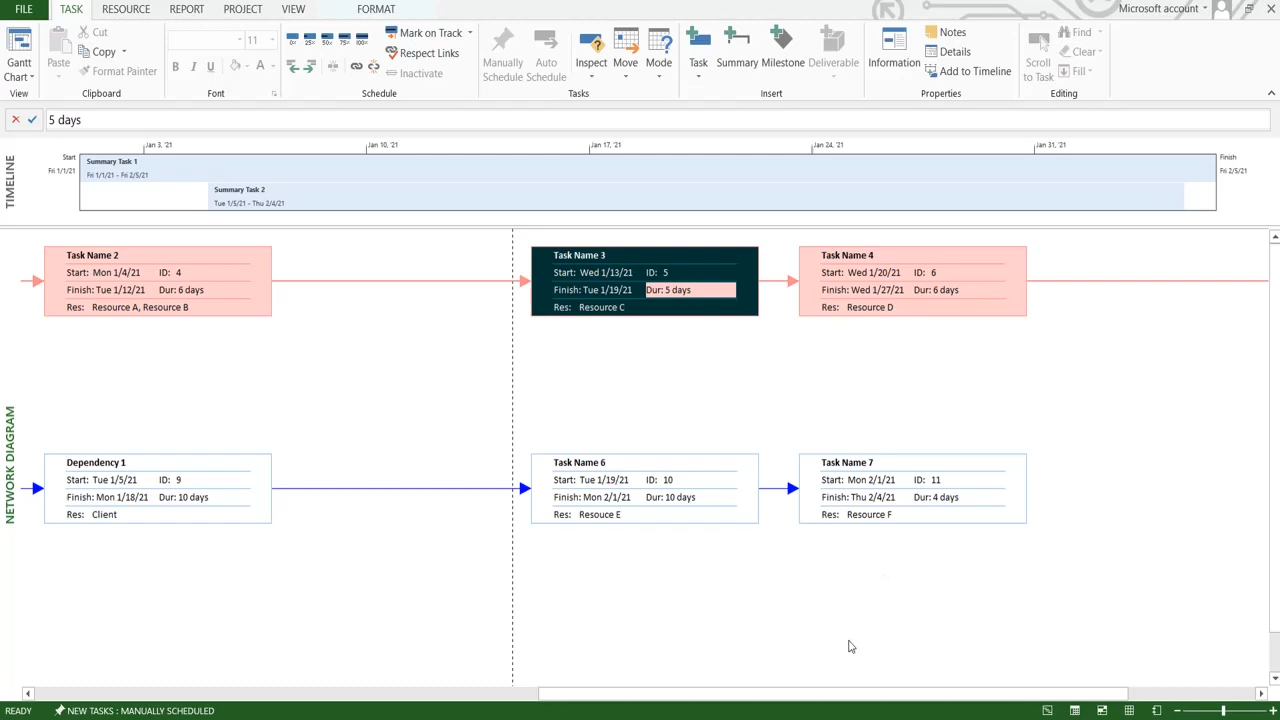 FILE TASK RESOURCE REPORT PROJECT VIEW FORMAT Microsoft account
Gantt Chart
View
Paste
Cut
Copy
Format Painter
Clipboard
11
B I U A
Font
0% 25% 50% 75% 100%
Mark on Track
Respect Links
Inactivate
Schedule
Manually Schedule
Auto Schedule
Inspect
Move
Mode
Tasks
Task
Summary
Milestone
Deliverable
Insert
Information
Notes
Details
Add to Timeline
Properties
Scroll to Task
Find
Clear
Fill
Editing
5 days
TIMELINE
Jan 3, '21 Jan 10, '21 Jan 17, '21 Jan 24, '21 Jan 31, '21
Start
Fri 1/1/21
Summary Task 1
Fri 1/1/21 - Fri 2/5/21
Summary Task 2
Tue 1/5/21 - Thu 2/4/21
Finish
Fri 2/5/21
NETWORK DIAGRAM
Task Name 2
Start: Mon 1/4/21 ID: 4
Finish: Tue 1/12/21 Dur: 6 days
Res: Resource A, Resource B
Task Name 3
Start: Wed 1/13/21 ID: 5
Finish: Tue 1/19/21 Dur: 5 days
Res: Resource C
Task Name 4
Start: Wed 1/20/21 ID: 6
Finish: Wed 1/27/21 Dur: 6 days
Res: Resource D
Dependency 1
Start: Tue 1/5/21 ID: 9
Finish: Mon 1/18/21 Dur: 10 days
Res: Client
Task Name 6
Start: Tue 1/19/21 ID: 10
Finish: Mon 2/1/21 Dur: 10 days
Res: Resouce E
Task Name 7
Start: Mon 2/1/21 ID: 11
Finish: Thu 2/4/21 Dur: 4 days
Res: Resource F
READY NEW TASKS : MANUALLY SCHEDULED